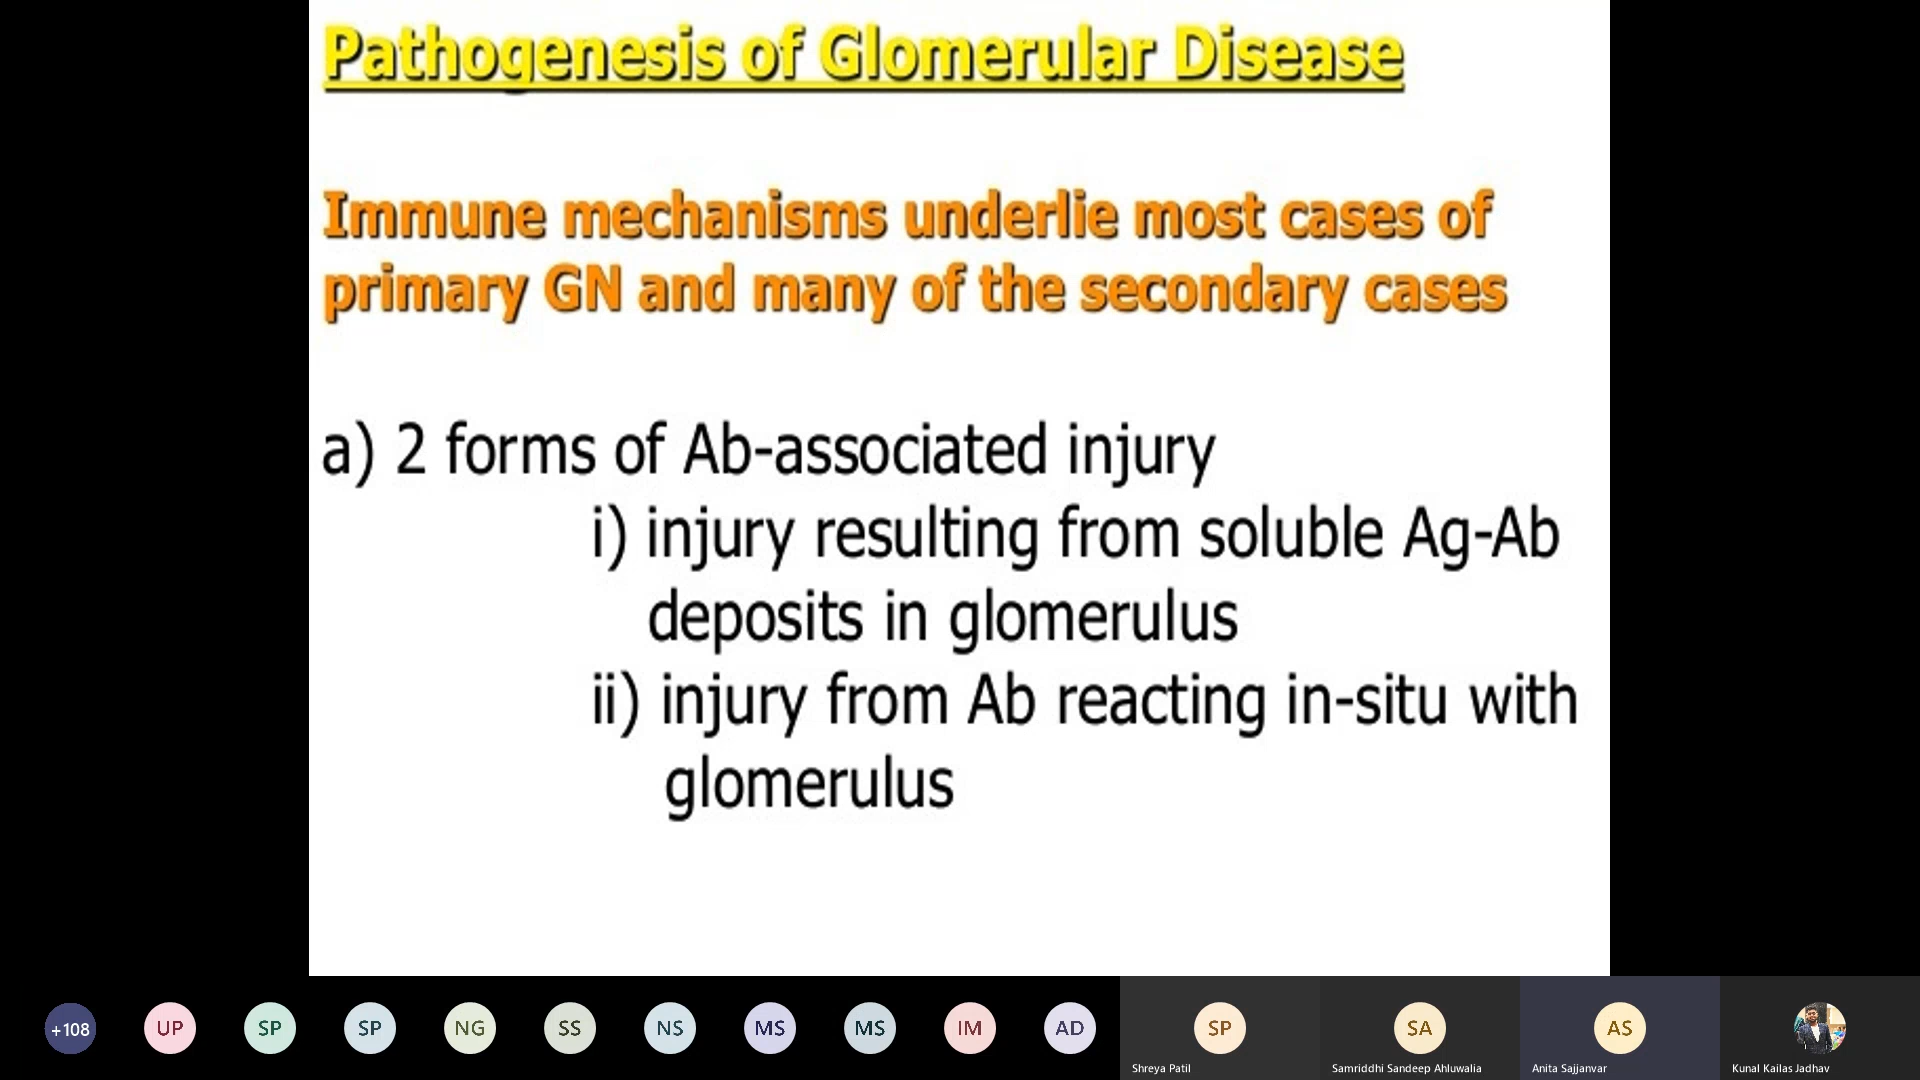 Pathogenesis of Glomerular Disease
Immune mechanisms underlie most cases of
primary GN and many of the secondary cases
a) 2 forms of Ab-associated injury
i) injury resulting from soluble Ag-Ab
deposits in glomerulus
ii) injury from Ab reacting in-situ with
glomerulus
+108 UP SP SP NG SS NS MS MS IM AD SP SA AS
Shreya Patil Samriddhi Sandeep Ahluwalia Anita Sajjanvar Kunal Kailas Jadhav